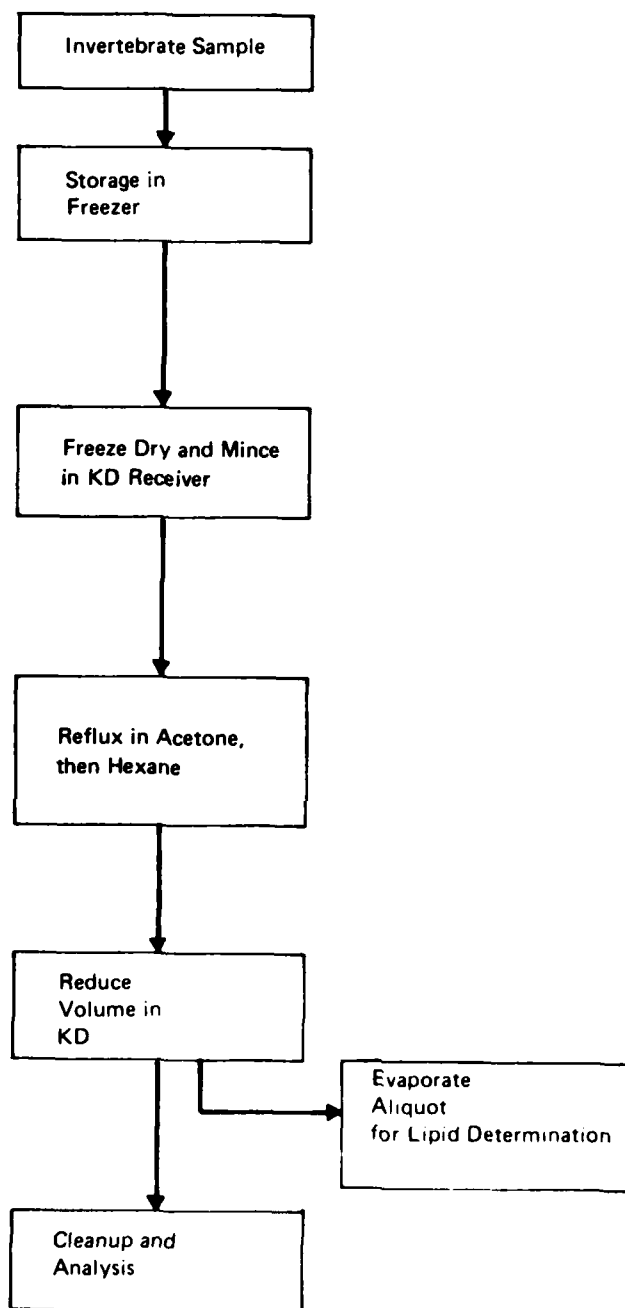 Invertebrate Sample
Storage in
Freezer
Freeze Dry and Mince
in KD Receiver
Reflux in Acetone,
then Hexane
Reduce
Volume in
KD
Evaporate
Aliquot
for Lipid Determination
Cleanup and
Analysis